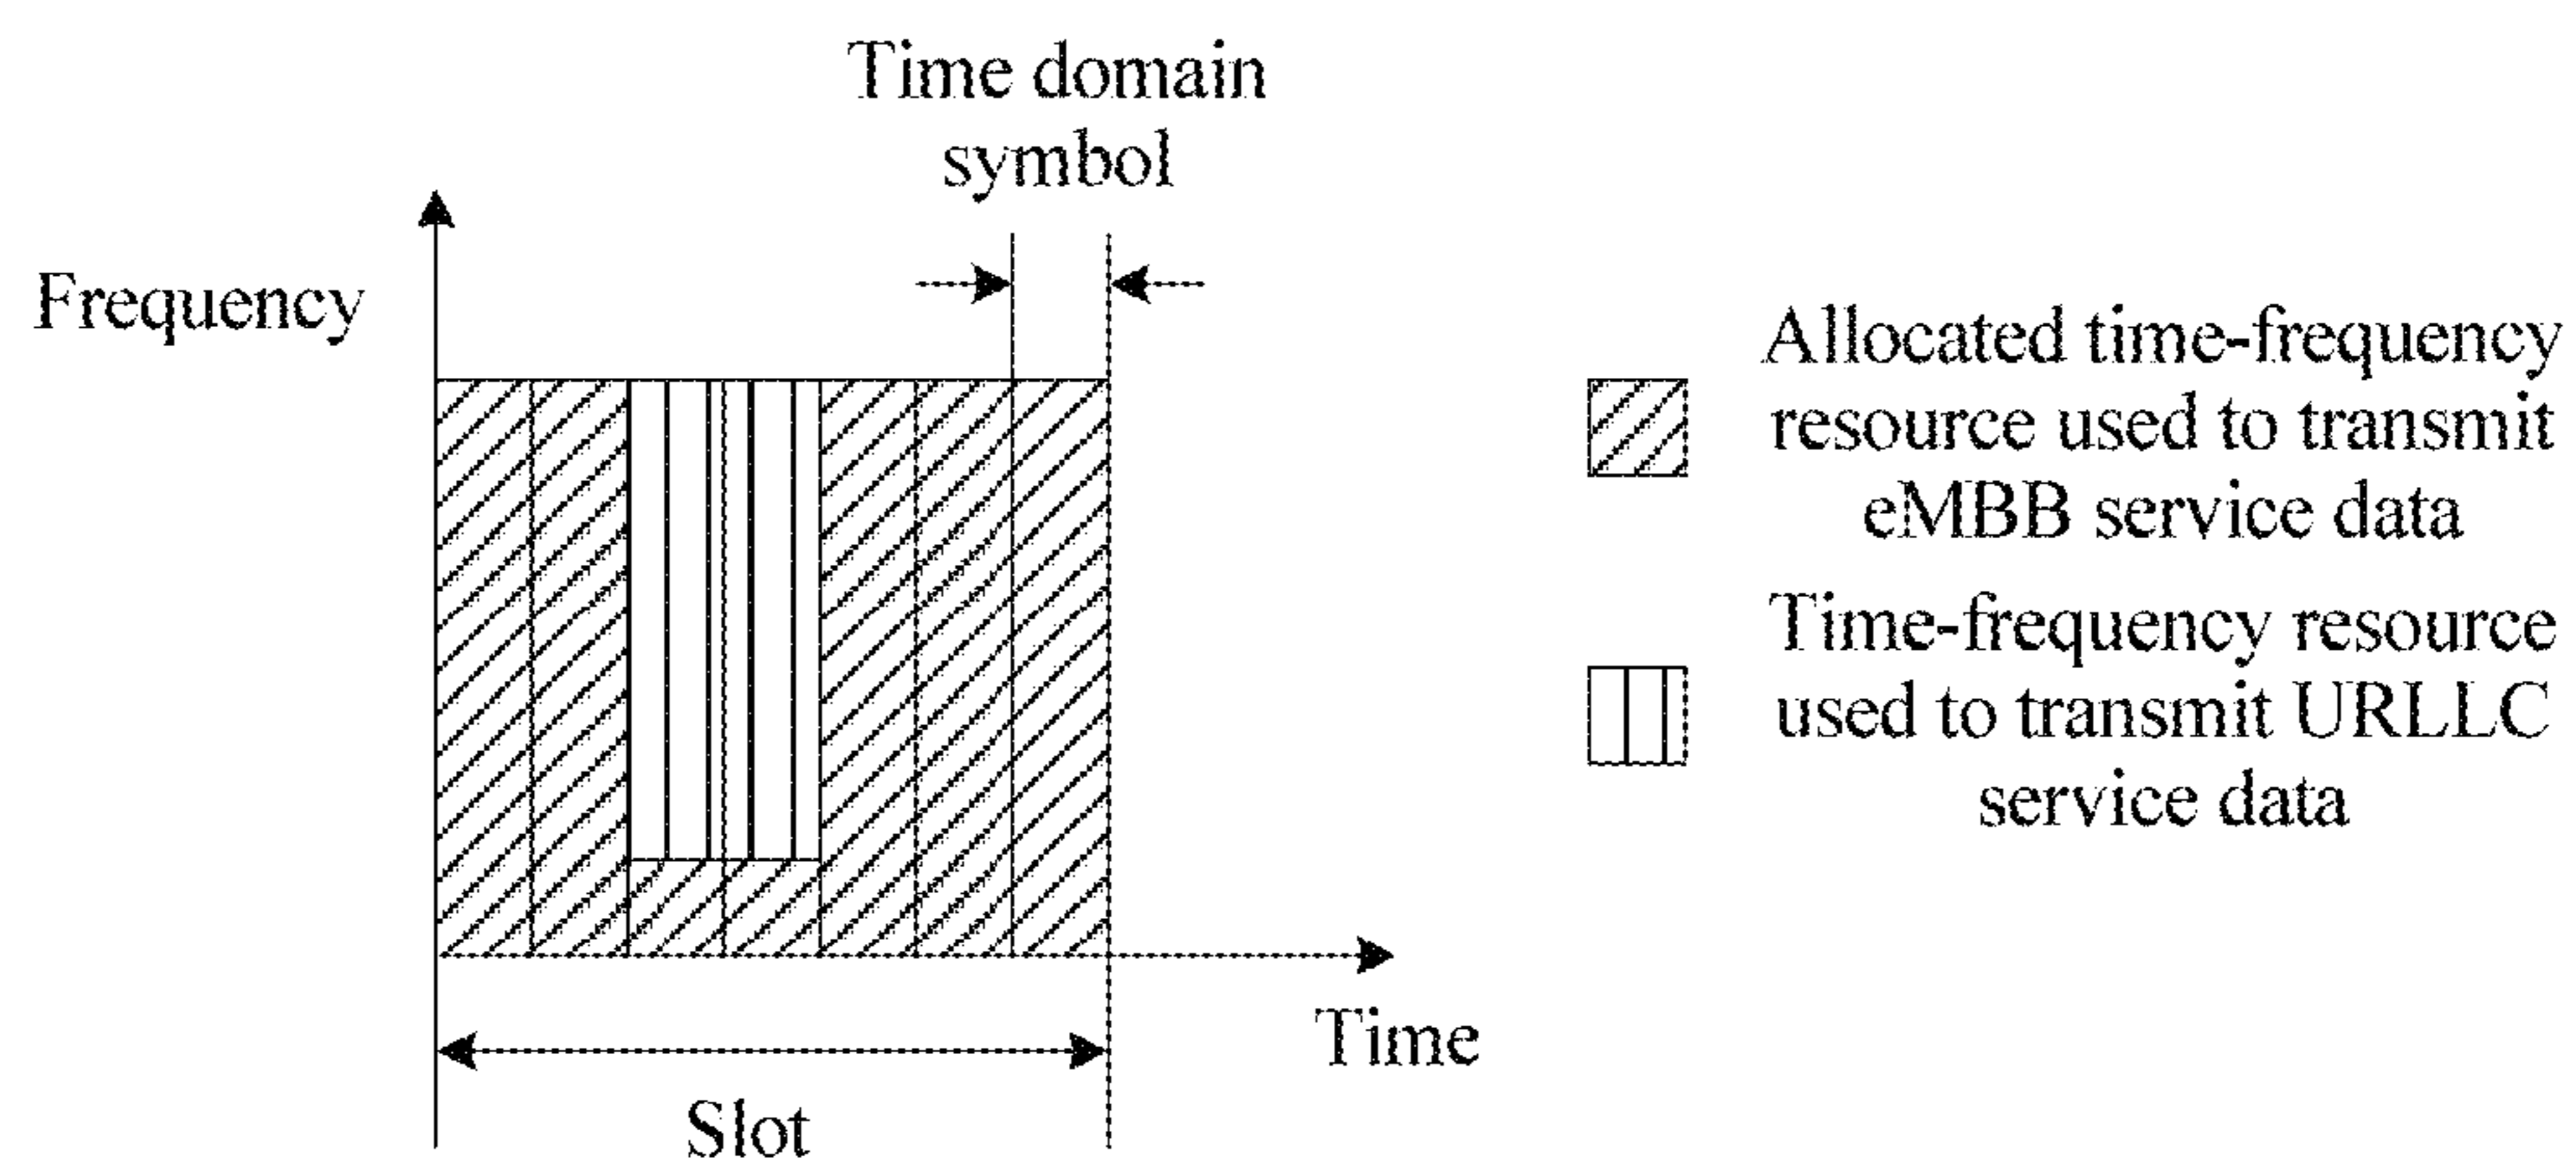 Time domain
symbol
Frequency
Allocated time-frequency
resource used to transmit
eMBB service data
Time-frequency resource
used to transmit URLLC
service data
Time
Slot